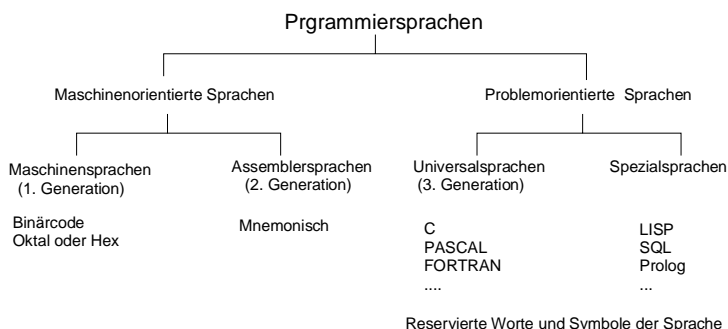 Prgrammiersprachen
Maschinenorientierte Sprachen
Problemorientierte Sprachen
Maschinensprachen
(1. Generation)
Binärcode
Oktal oder Hex
Assemblersprachen
(2. Generation)
Mnemonisch
Universalsprachen
(3. Generation)
C
PASCAL
FORTRAN
....
Spezialsprachen
LISP
SQL
Prolog
...
Reservierte Worte und Symbole der Sprache